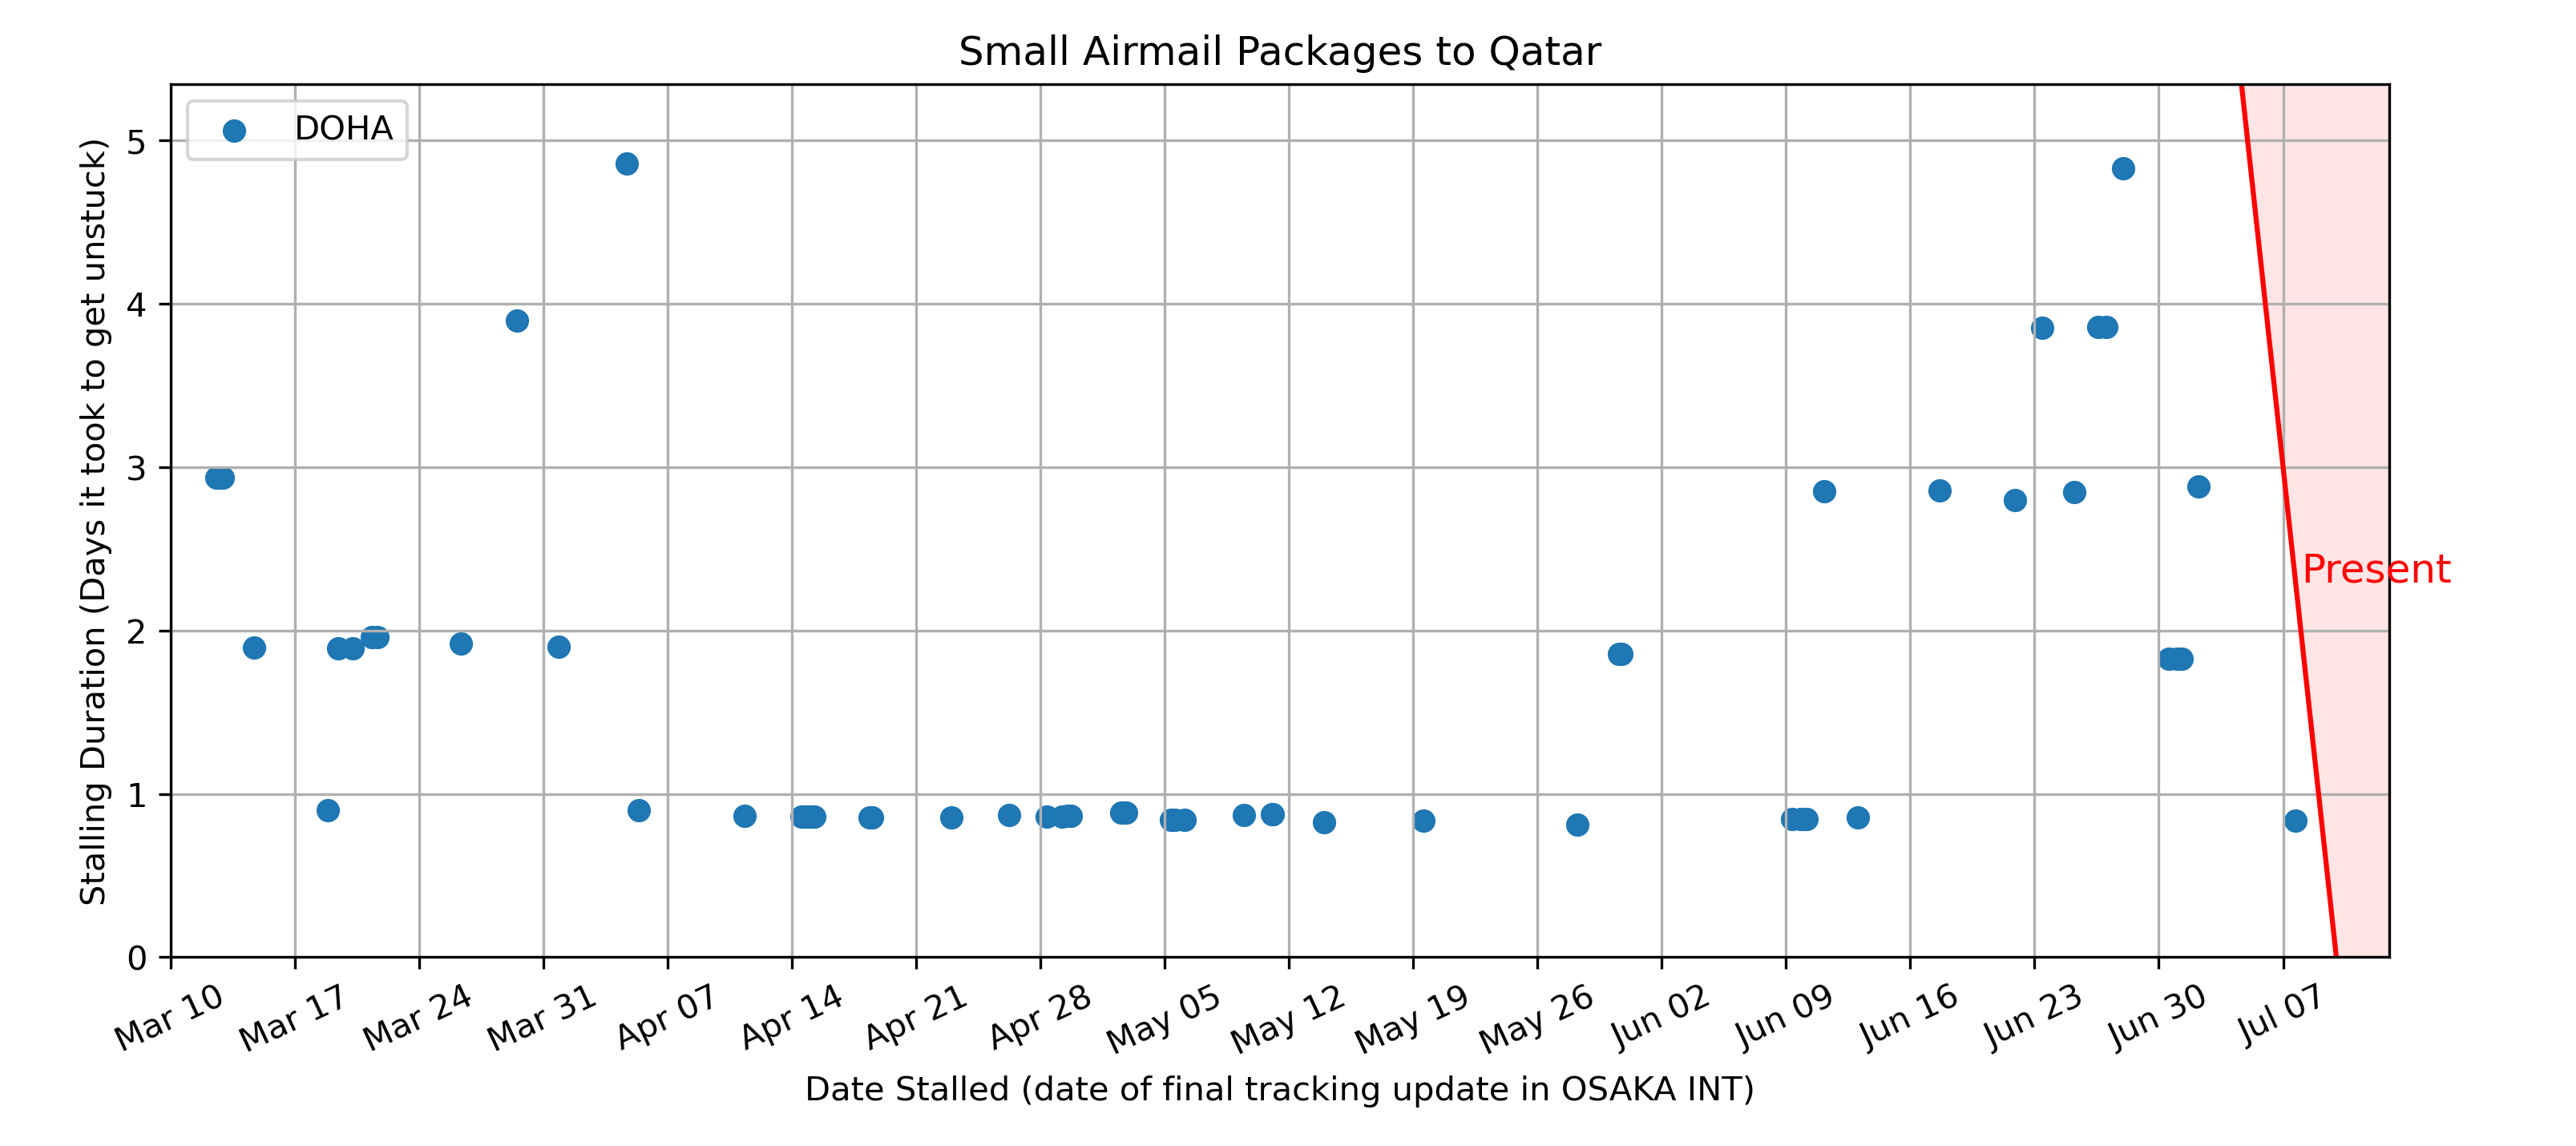 Small Airmail Packages to Qatar
DOHA
Stalling Duration (Days it took to get unstuck)
5
4
3
2
1
0
Present
Mar 10
Mar 17
Mar 24
Mar 31
Apr 07
Apr 14
Apr 21
Apr 28
May 05
May 12
May 19
May 26
Jun 02
Jun 09
Jun 16
Jun 23
Jun 30
Jul 07
Date Stalled (date of final tracking update in OSAKA INT)